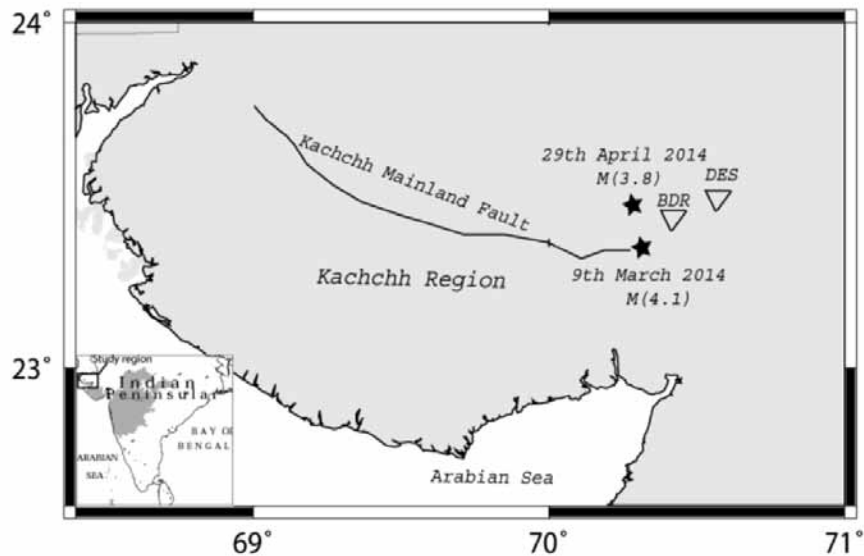 24°
29th April 2014
M(3.8)
DES
BDR
Kachchh Mainland Fault
9th March 2014
M(4.1)
Kachchh Region
23°
Study region
Indian
Peninsular
BAY OF
BENGAL
ARABIAN
SEA
Arabian Sea
69°
70°
71°